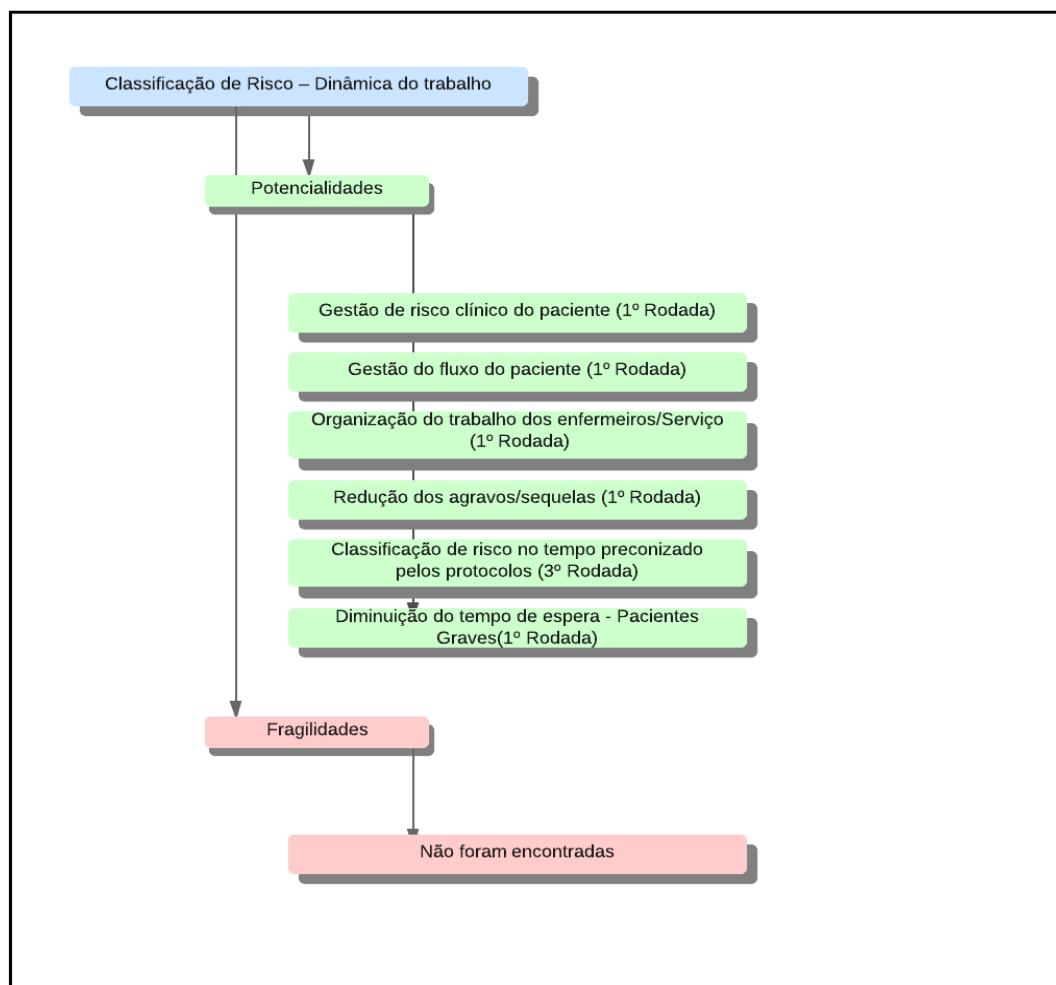 Classificação de Risco – Dinâmica do trabalho
Potencialidades
Gestão de risco clínico do paciente (1º Rodada)
Gestão do fluxo do paciente (1º Rodada)
Organização do trabalho dos enfermeiros/Serviço
(1º Rodada)
Redução dos agravos/sequelas (1º Rodada)
Classificação de risco no tempo preconizado
pelos protocolos (3º Rodada)
Diminuição do tempo de espera - Pacientes
Graves(1º Rodada)
Fragilidades
Não foram encontradas